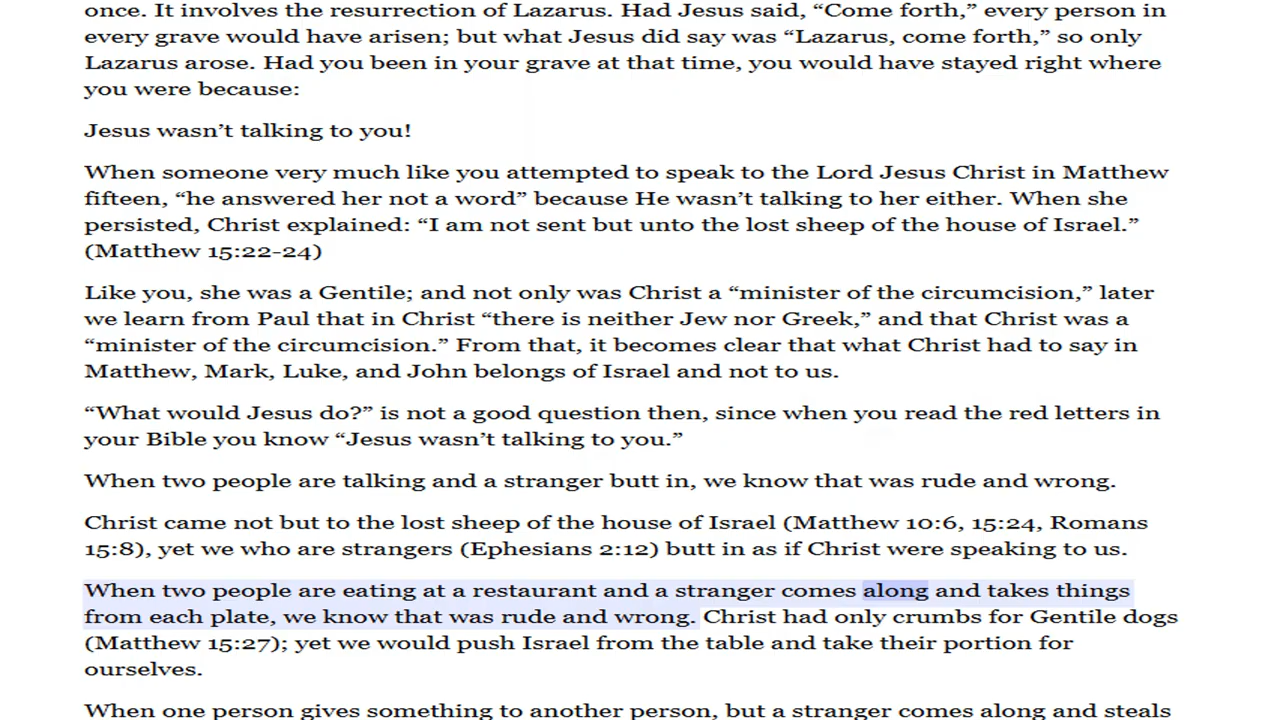 once. It involves the resurrection of Lazarus. Had Jesus said, “Come forth,” every person in
every grave would have arisen; but what Jesus did say was “Lazarus, come forth,” so only
Lazarus arose. Had you been in your grave at that time, you would have stayed right where
you were because:
Jesus wasn’t talking to you!
When someone very much like you attempted to speak to the Lord Jesus Christ in Matthew
fifteen, “he answered her not a word” because He wasn’t talking to her either. When she
persisted, Christ explained: “I am not sent but unto the lost sheep of the house of Israel.”
(Matthew 15:22-24)
Like you, she was a Gentile; and not only was Christ a “minister of the circumcision,” later
we learn from Paul that in Christ “there is neither Jew nor Greek,” and that Christ was a
“minister of the circumcision.” From that, it becomes clear that what Christ had to say in
Matthew, Mark, Luke, and John belongs of Israel and not to us.
“What would Jesus do?” is not a good question then, since when you read the red letters in
your Bible you know “Jesus wasn’t talking to you.”
When two people are talking and a stranger butt in, we know that was rude and wrong.
Christ came not but to the lost sheep of the house of Israel (Matthew 10:6, 15:24, Romans
15:8), yet we who are strangers (Ephesians 2:12) butt in as if Christ were speaking to us.
When two people are eating at a restaurant and a stranger comes along and takes things
from each plate, we know that was rude and wrong. Christ had only crumbs for Gentile dogs
(Matthew 15:27); yet we would push Israel from the table and take their portion for
ourselves.
When one person gives something to another person, but a stranger comes along and steals